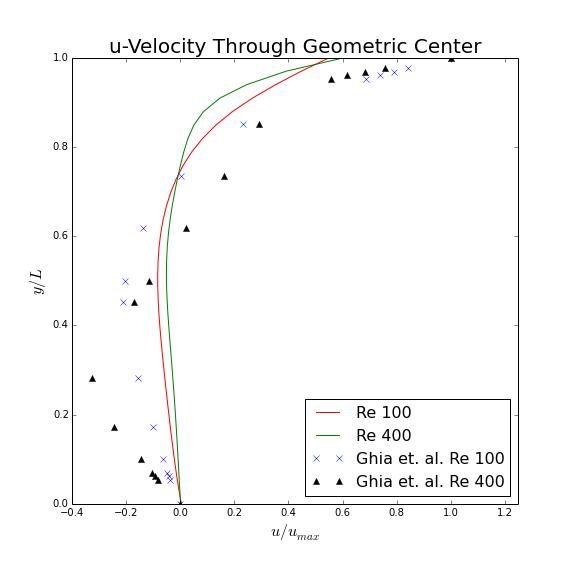 u-Velocity Through Geometric Center
y/L
1.0
0.8
0.6
0.4
0.2
0.0
−0.4 −0.2 0.0 0.2 0.4 0.6 0.8 1.0 1.2
u/u_max
Re 100
Re 400
Ghia et. al. Re 100
Ghia et. al. Re 400